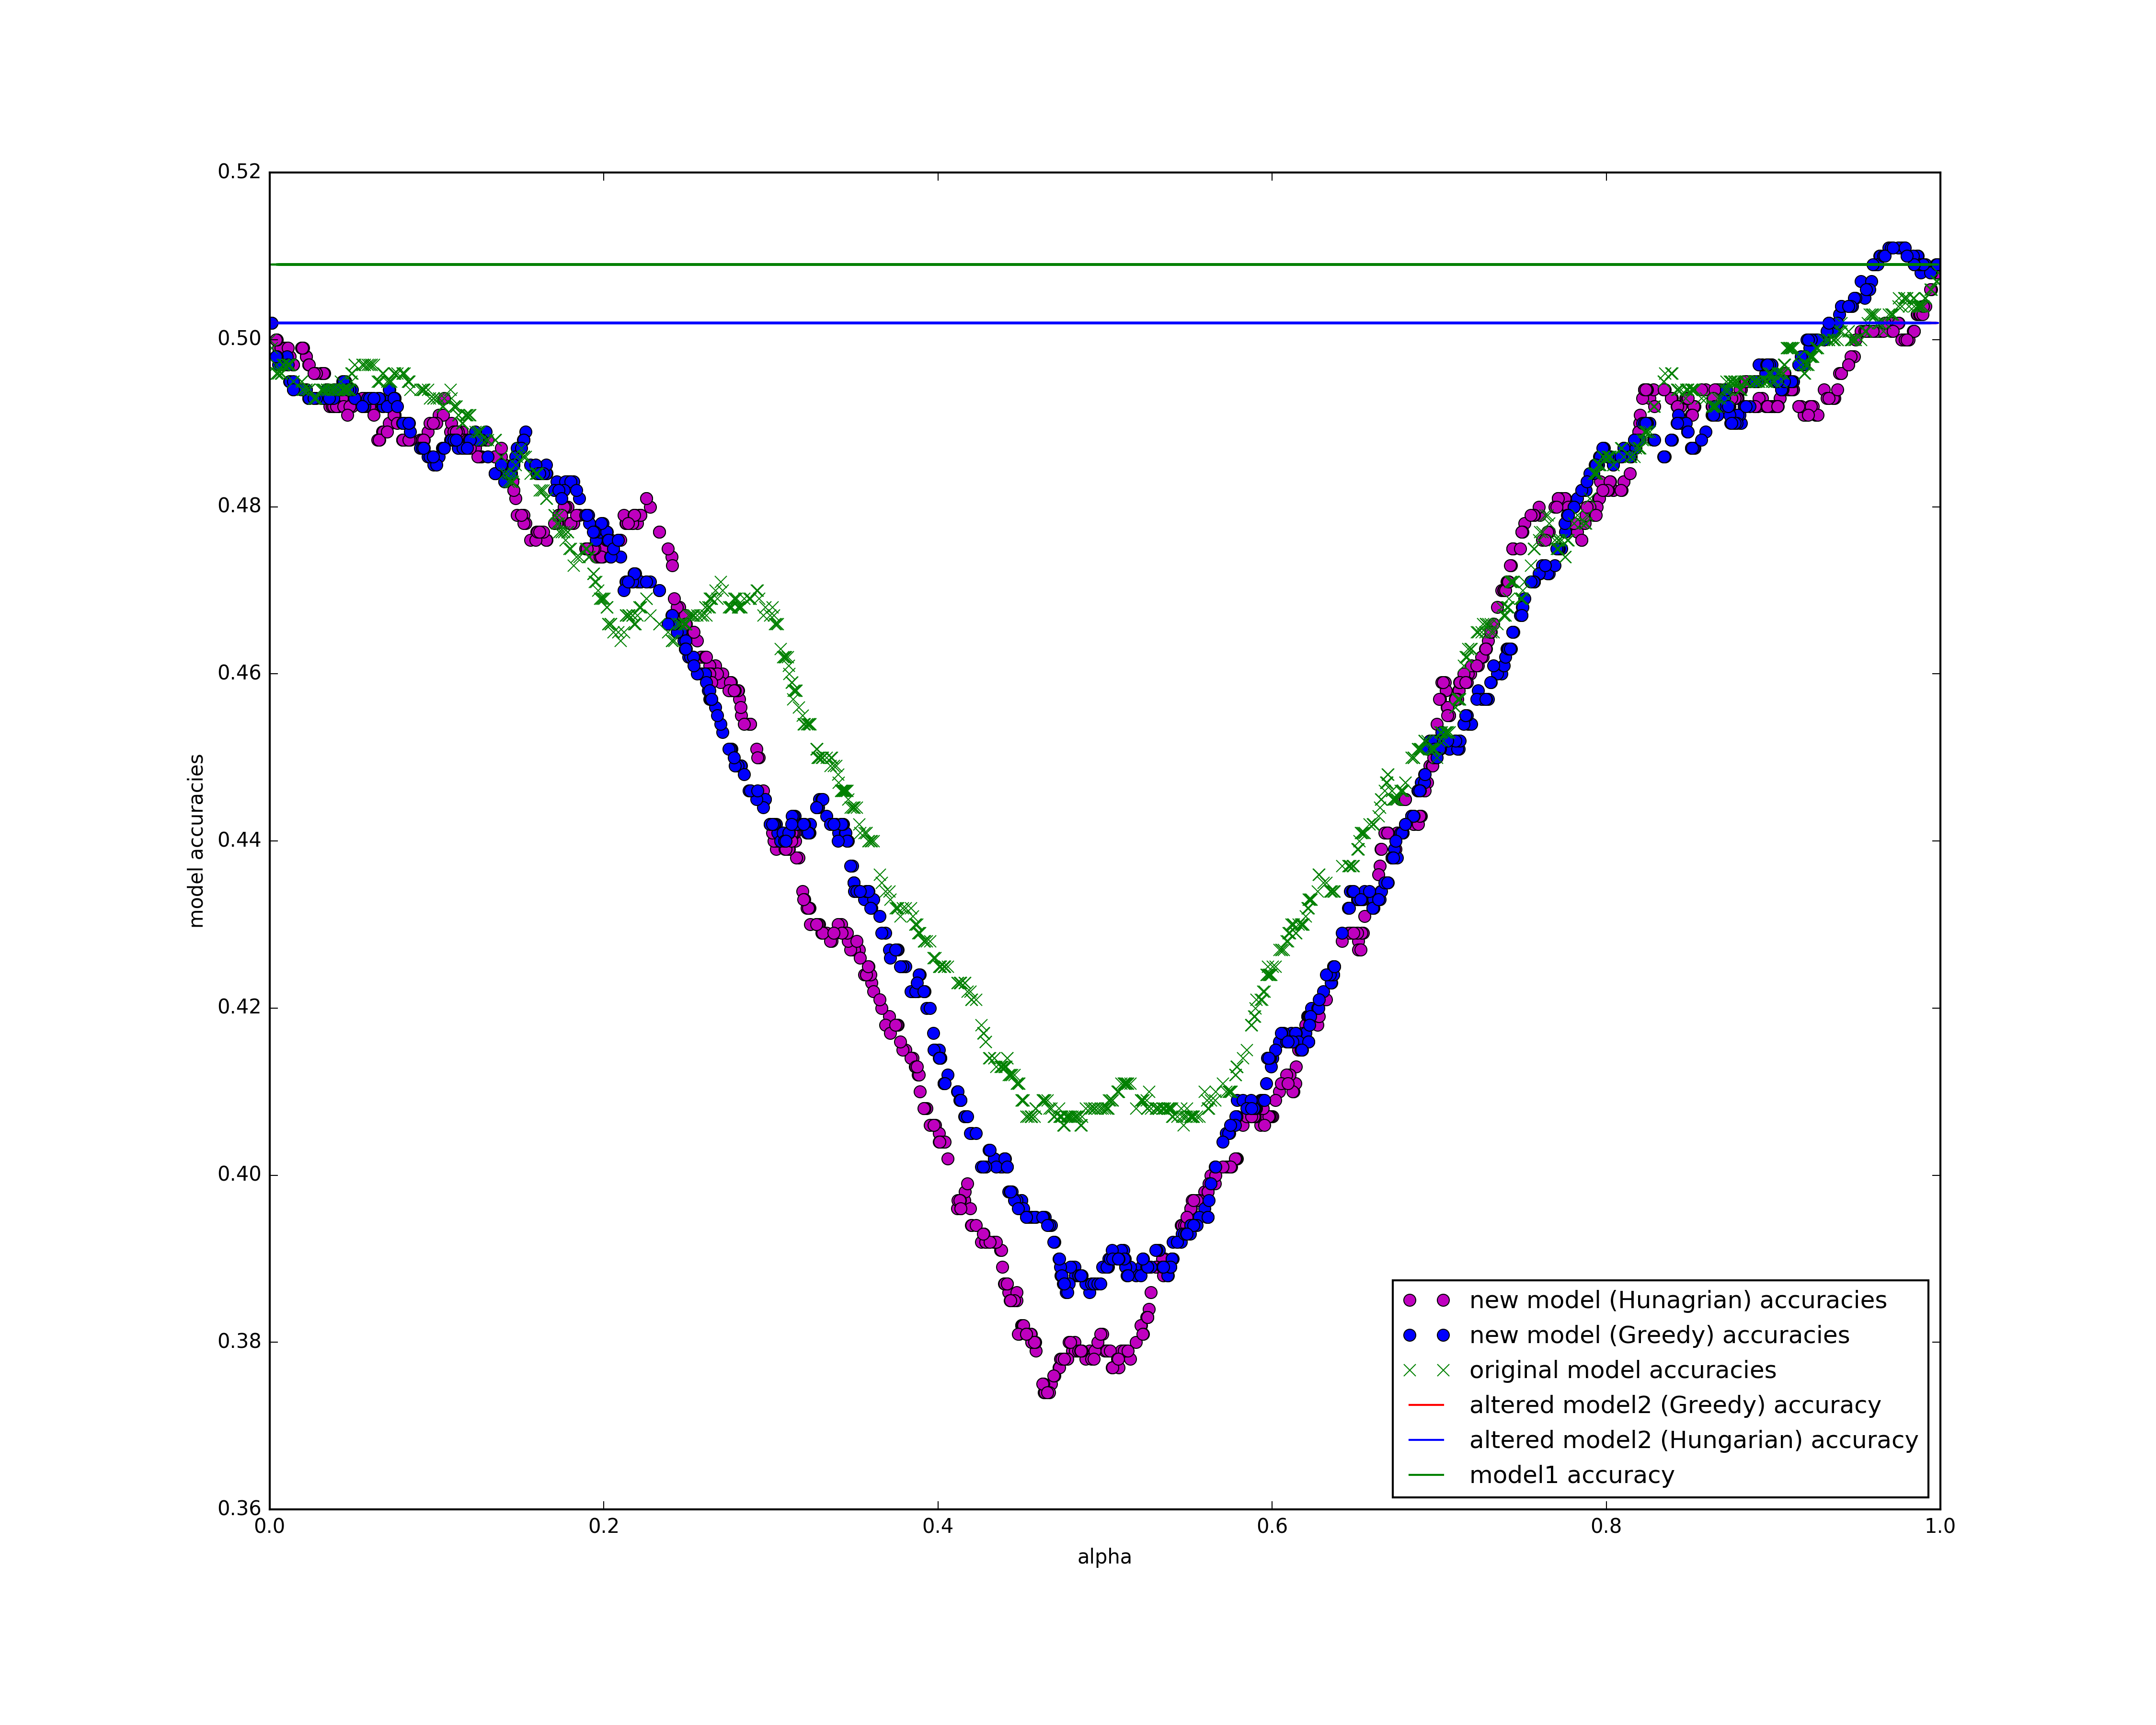 0.52
0.50
0.48
0.46
0.44
0.42
0.40
0.38
0.36
model accuracies
new model (Hunagrian) accuracies
new model (Greedy) accuracies
original model accuracies
altered model2 (Greedy) accuracy
altered model2 (Hungarian) accuracy
model1 accuracy
0.0 0.2 0.4 0.6 0.8 1.0
alpha